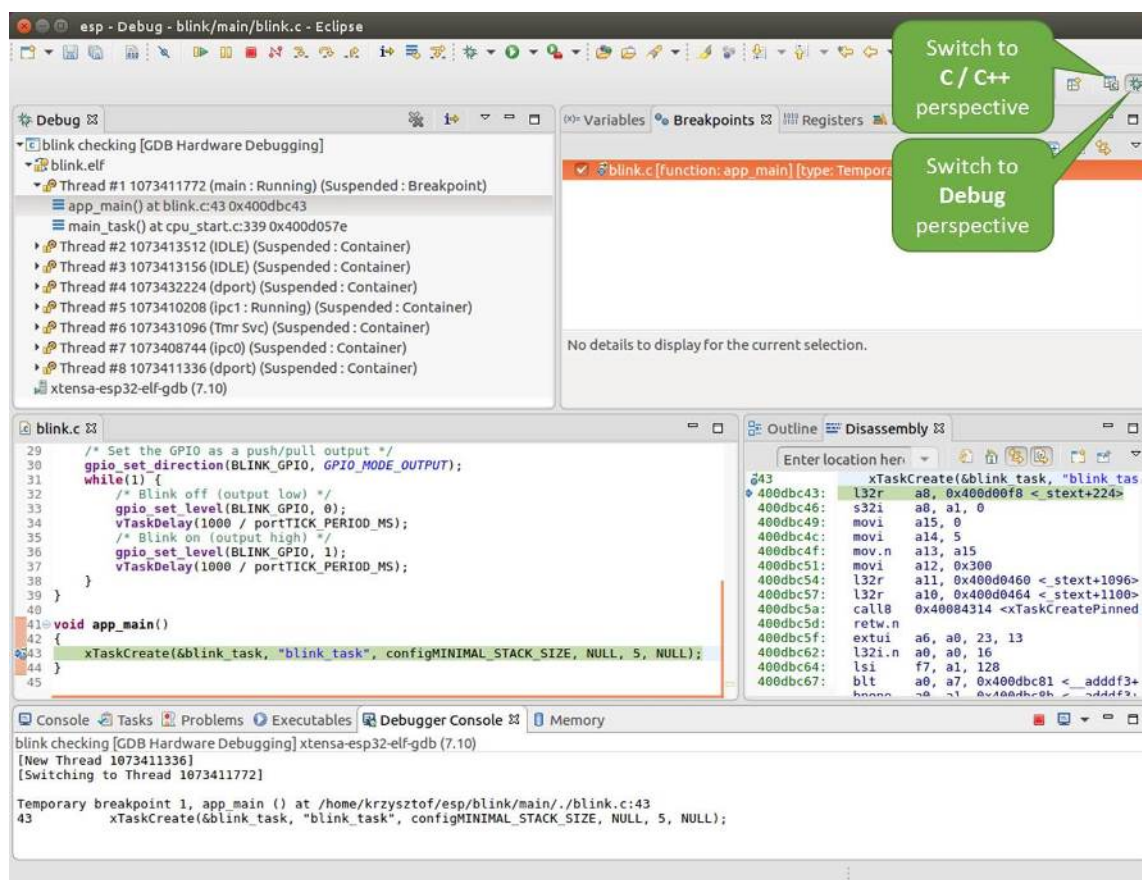 esp - Debug - blink/main/blink.c - Eclipse
Switch to
C / C++
perspective
Debug
(x)= Variables
Breakpoints
Registers
blink checking [GDB Hardware Debugging]
blink.elf
Thread #1 1073411772 (main : Running) (Suspended : Breakpoint)
app_main() at blink.c:43 0x400dbc43
main_task() at cpu_start.c:339 0x400d057e
Thread #2 1073413512 (IDLE) (Suspended : Container)
Thread #3 1073413156 (IDLE) (Suspended : Container)
Thread #4 1073432224 (dport) (Suspended : Container)
Thread #5 1073410208 (ipc1 : Running) (Suspended : Container)
Thread #6 1073431096 (Tmr Svc) (Suspended : Container)
Thread #7 1073408744 (ipc0) (Suspended : Container)
Thread #8 1073411336 (dport) (Suspended : Container)
xtensa-esp32-elf-gdb (7.10)
blink.c [function: app_main] [type: Tempora
Switch to
Debug
perspective
No details to display for the current selection.
blink.c
29 /* Set the GPIO as a push/pull output */
30 gpio_set_direction(BLINK_GPIO, GPIO_MODE_OUTPUT);
31 while(1) {
32 /* Blink off (output low) */
33 gpio_set_level(BLINK_GPIO, 0);
34 vTaskDelay(1000 / portTICK_PERIOD_MS);
35 /* Blink on (output high) */
36 gpio_set_level(BLINK_GPIO, 1);
37 vTaskDelay(1000 / portTICK_PERIOD_MS);
38 }
39 }
40
41 void app_main()
42 {
43 xTaskCreate(&blink_task, "blink_task", configMINIMAL_STACK_SIZE, NULL, 5, NULL);
44 }
45
Outline
Disassembly
Enter location her
43 xTaskCreate(&blink_task, "blink_tas
400dbc43: l32r a8, 0x400d00f8 <_stext+224>
400dbc46: s32i a8, a1, 0
400dbc49: movi a15, 0
400dbc4c: movi a14, 5
400dbc4f: mov.n a13, a15
400dbc51: movi a12, 0x300
400dbc54: l32r a11, 0x400d0460 <_stext+1096>
400dbc57: l32r a10, 0x400d0464 <_stext+1100>
400dbc5a: call8 0x40084314 <xTaskCreatePinned
400dbc5d: retw.n
400dbc5f: extui a6, a0, 23, 13
400dbc62: l32i.n a0, a0, 16
400dbc64: lsi f7, a1, 128
400dbc67: blt a0, a7, 0x400dbc81 <__adddf3+
Console
Tasks
Problems
Executables
Debugger Console
Memory
blink checking [GDB Hardware Debugging] xtensa-esp32-elf-gdb (7.10)
[New Thread 1073411336]
[Switching to Thread 1073411772]
Temporary breakpoint 1, app_main () at /home/krzysztof/esp/blink/main/./blink.c:43
43 xTaskCreate(&blink_task, "blink_task", configMINIMAL_STACK_SIZE, NULL, 5, NULL);